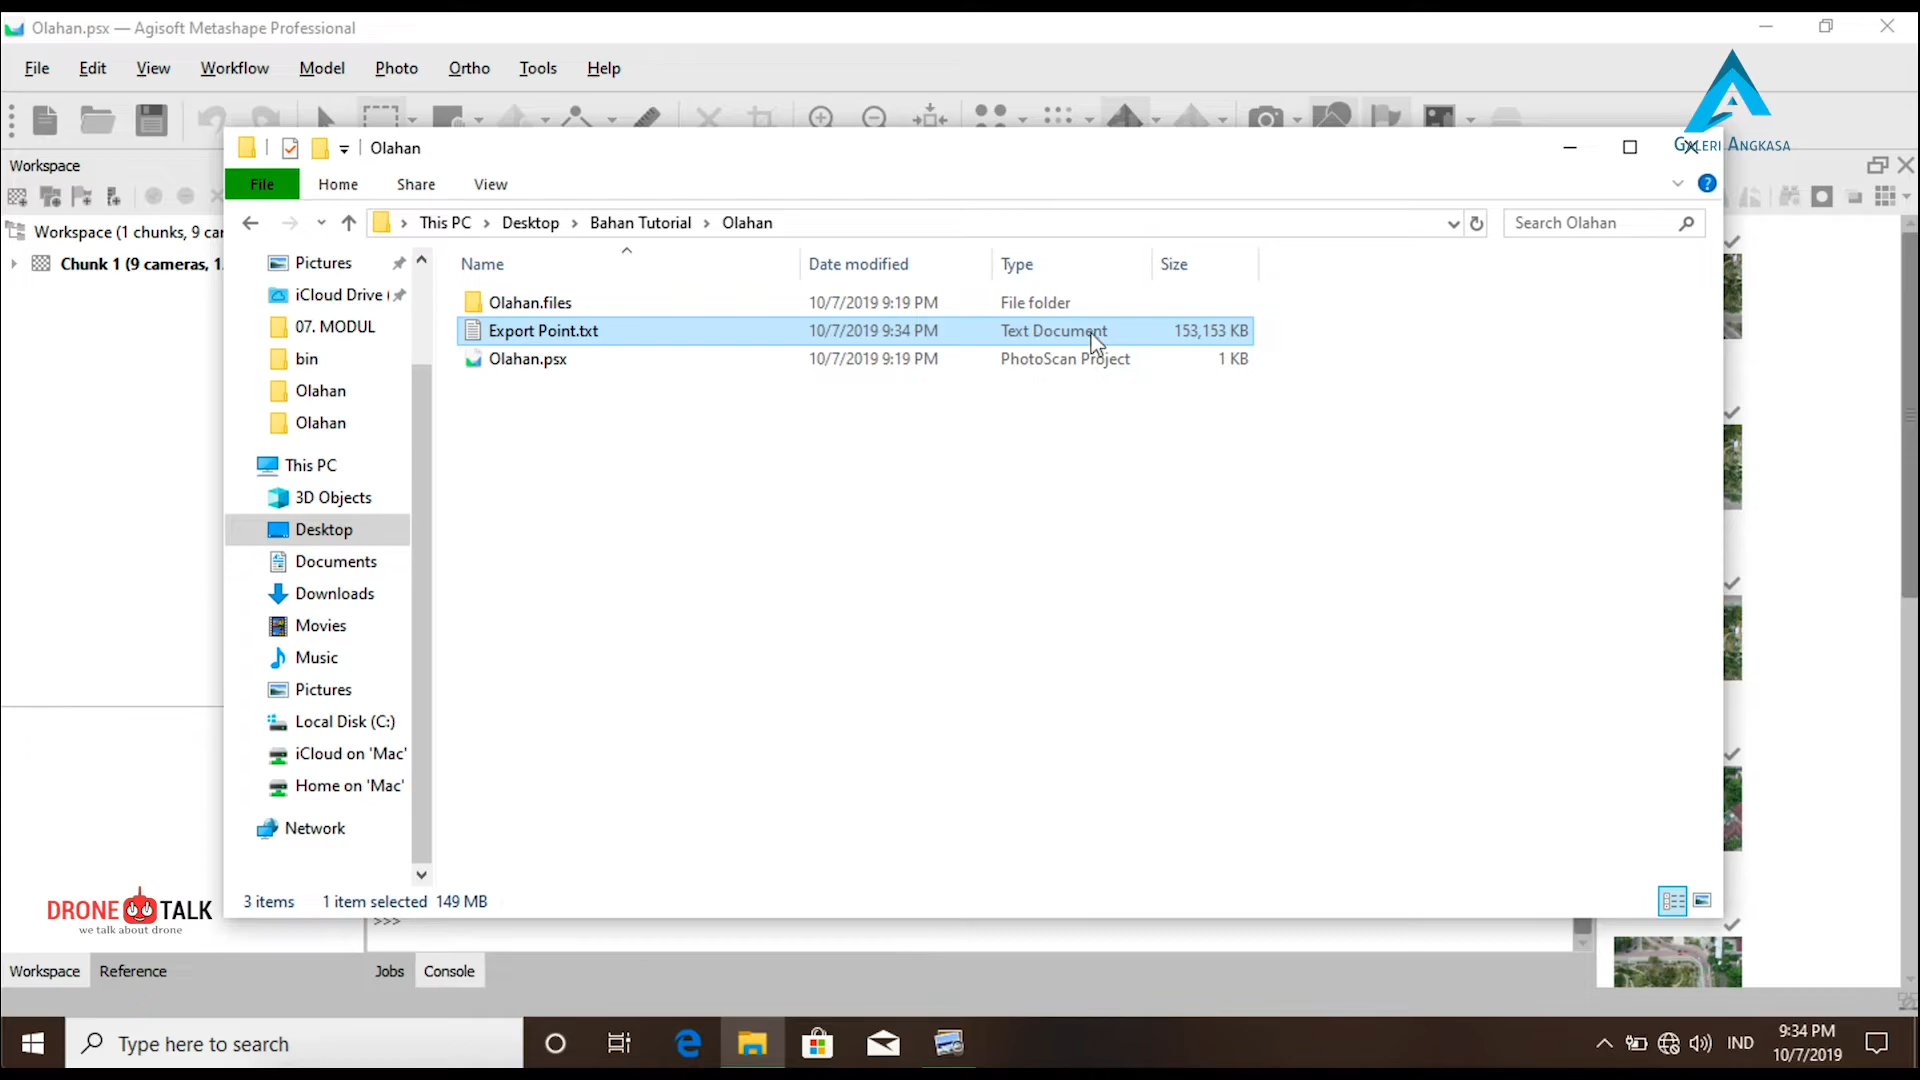 Olahan.psx — Agisoft Metashape Professional
File Edit View Workflow Model Photo Ortho Tools Help
GALERI ANGKASA
Workspace
Workspace (1 chunks, 9 car
Chunk 1 (9 cameras, 1
Olahan
File Home Share View
This PC > Desktop > Bahan Tutorial > Olahan
Search Olahan
Pictures
iCloud Drive (
07. MODUL
bin
Olahan
Olahan
This PC
3D Objects
Desktop
Documents
Downloads
Movies
Music
Pictures
Local Disk (C:)
iCloud on 'Mac'
Home on 'Mac'
Network
Name Date modified Type Size
Olahan.files 10/7/2019 9:19 PM File folder
Export Point.txt 10/7/2019 9:34 PM Text Document 153,153 KB
Olahan.psx 10/7/2019 9:19 PM PhotoScan Project 1 KB
3 items 1 item selected 149 MB
>>>
DRONE TALK
we talk about drone
Workspace Reference
Jobs Console
Type here to search
IND
9:34 PM
10/7/2019